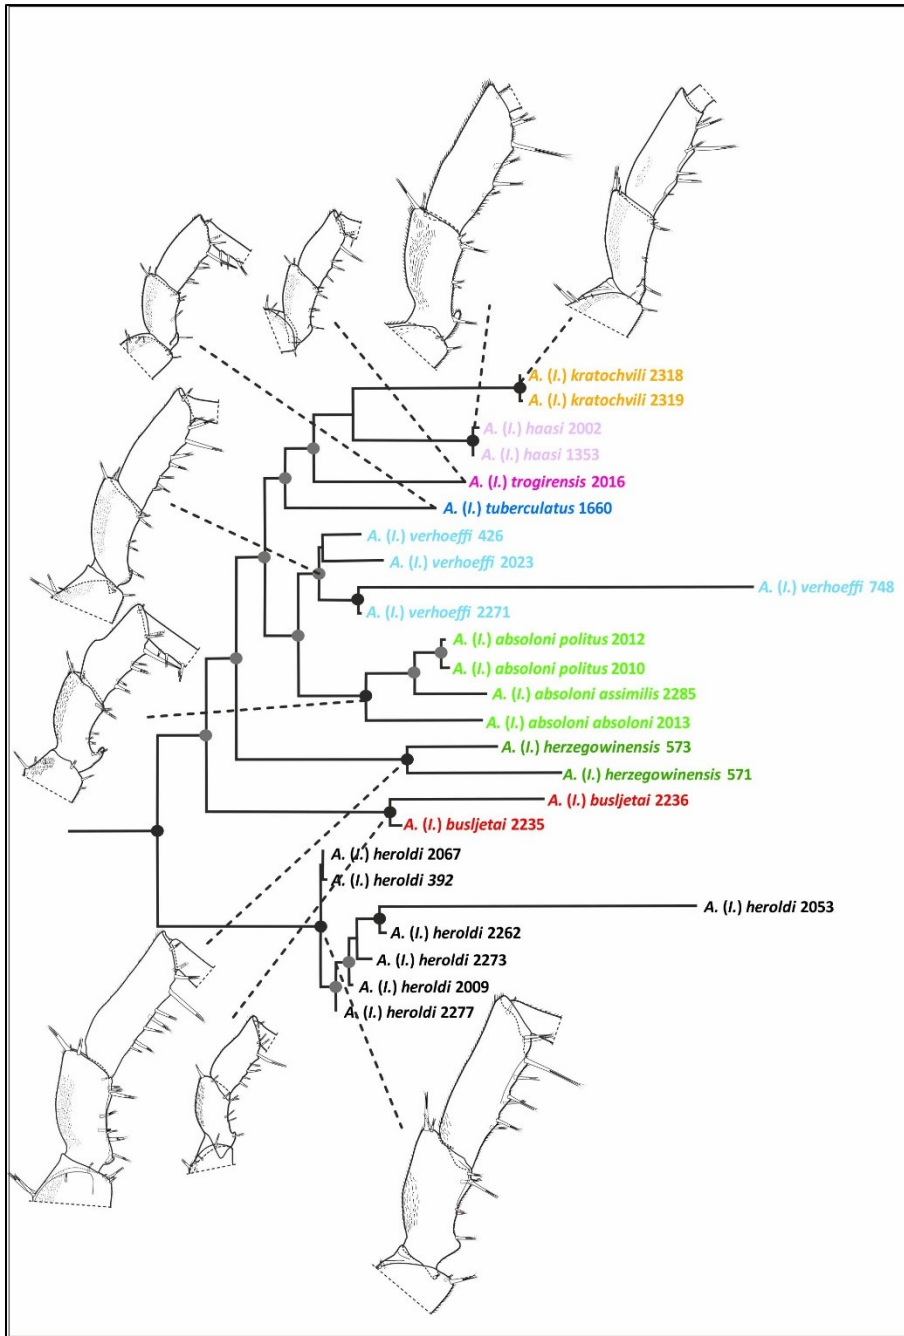 A. (I.) kratochvili 2318
A. (I.) kratochvili 2319
A. (I.) haasi 2002
A. (I.) haasi 1353
A. (I.) trogirensis 2016
A. (I.) tuberculatus 1660
A. (I.) verhoeffi 426
A. (I.) verhoeffi 2023
A. (I.) verhoeffi 748
A. (I.) verhoeffi 2271
A. (I.) absoloni politus 2012
A. (I.) absoloni politus 2010
A. (I.) absoloni assimilis 2285
A. (I.) absoloni absoloni 2013
A. (I.) herzegowinensis 573
A. (I.) herzegowinensis 571
A. (I.) busljetai 2236
A. (I.) busljetai 2235
A. (I.) heroldi 2067
A. (I.) heroldi 392
A. (I.) heroldi 2053
A. (I.) heroldi 2262
A. (I.) heroldi 2273
A. (I.) heroldi 2009
A. (I.) heroldi 2277